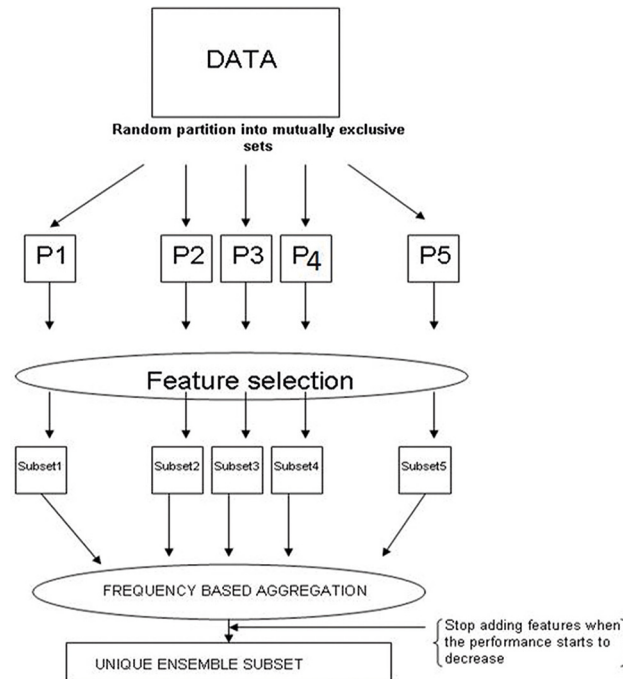 DATA
Random partition into mutually exclusive
sets
P1 P2 P3 P4 P5
Feature selection
Subset1 Subset2 Subset3 Subset4 Subset5
FREQUENCY BASED AGGREGATION
Stop adding features when
the performance starts to
decrease
UNIQUE ENSEMBLE SUBSET